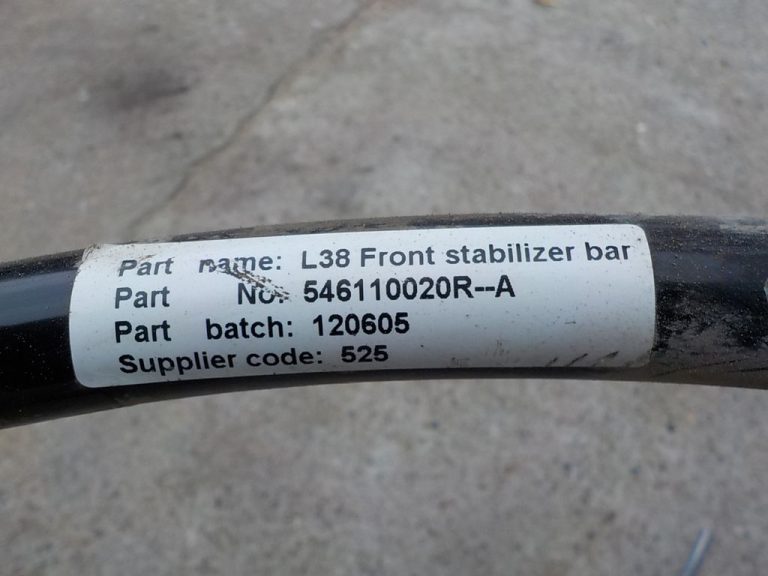 Part name: L38 Front stabilizer bar
Part No: 546110020R--A
Part batch: 120605
Supplier code: 525